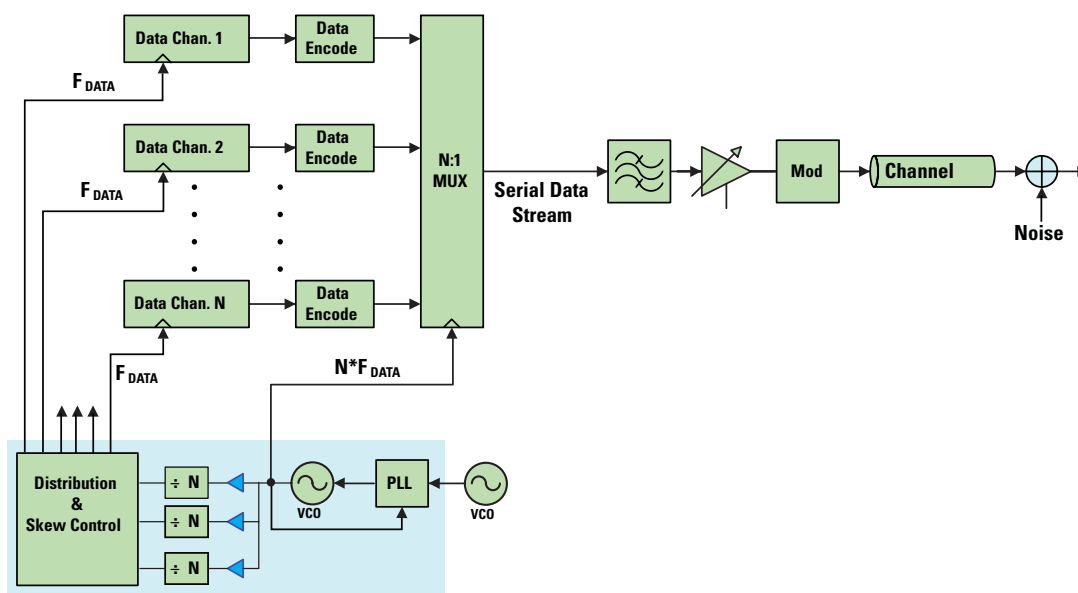 Data Chan. 1
Data
Encode
F DATA
Data Chan. 2
Data
Encode
F DATA
N:1
MUX
Serial Data
Stream
Mod
Channel
Noise
Data Chan. N
Data
Encode
F DATA
N*F DATA
Distribution
&
Skew Control
÷ N
÷ N
÷ N
VCO
PLL
VCO